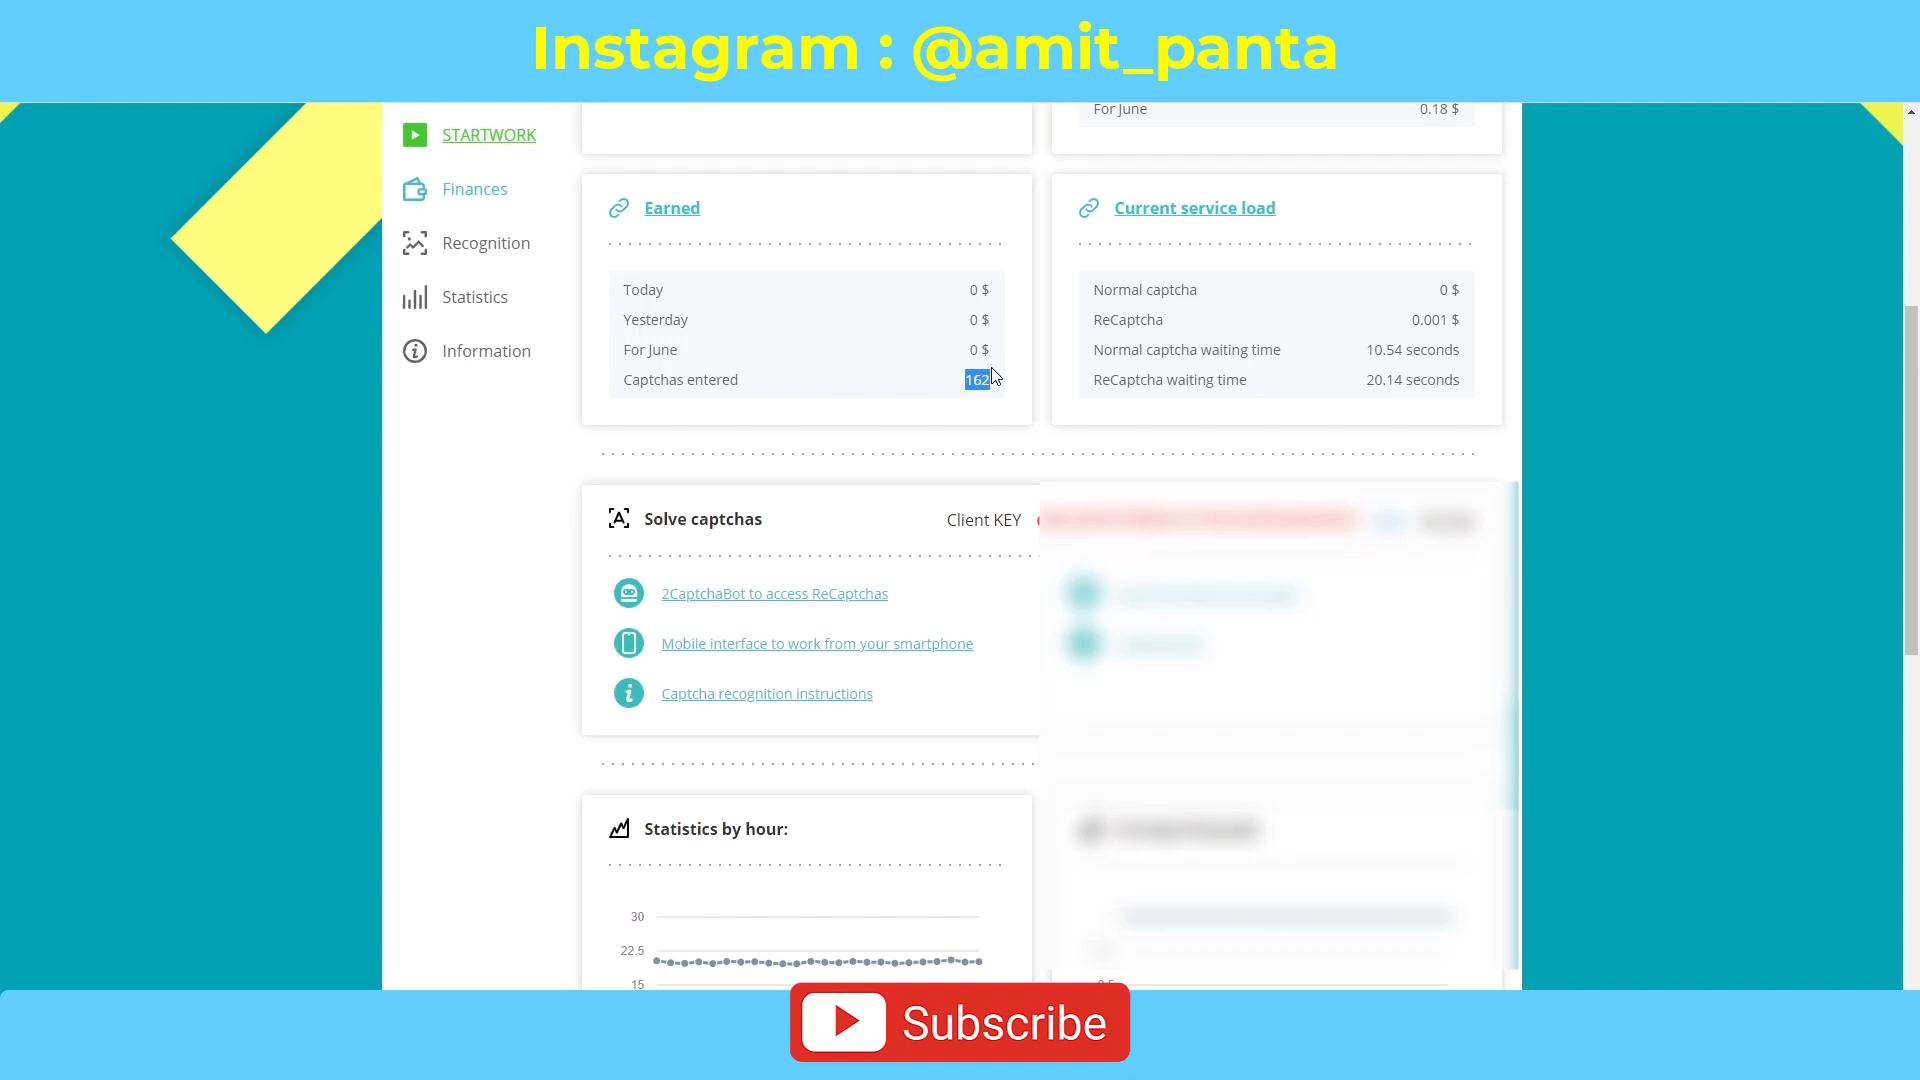 Instagram : @amit_panta
For June 0.18 $
STARTWORK
Finances
Recognition
Statistics
Information
Earned
Today 0 $
Yesterday 0 $
For June 0 $
Captchas entered 162
Current service load
Normal captcha 0 $
ReCaptcha 0.001 $
Normal captcha waiting time 10.54 seconds
ReCaptcha waiting time 20.14 seconds
Solve captchas Client KEY
2CaptchaBot to access ReCaptchas
Mobile interface to work from your smartphone
Captcha recognition instructions
Statistics by hour:
30
22.5
15
Subscribe